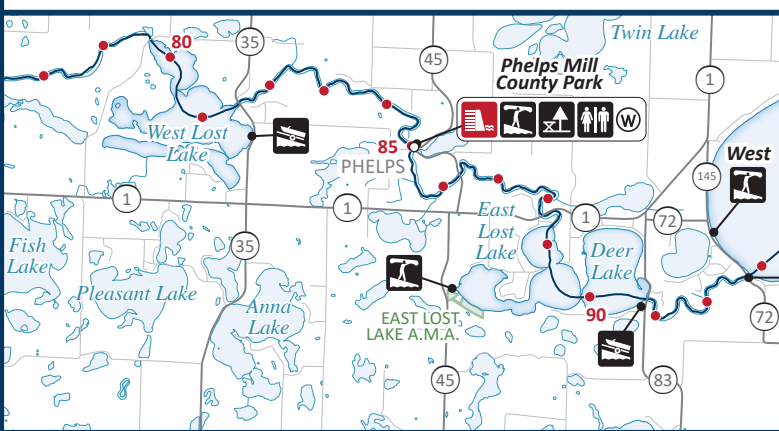 80
35
45
Twin Lake
1
Phelps Mill
County Park
W
West Lost
Lake
85
PHELPS
West
145
1
1
East
Lost
Lake
1
72
Fish
Lake
35
Deer
Lake
Pleasant Lake
Anna
Lake
EAST LOST
LAKE A.M.A.
90
72
45
83